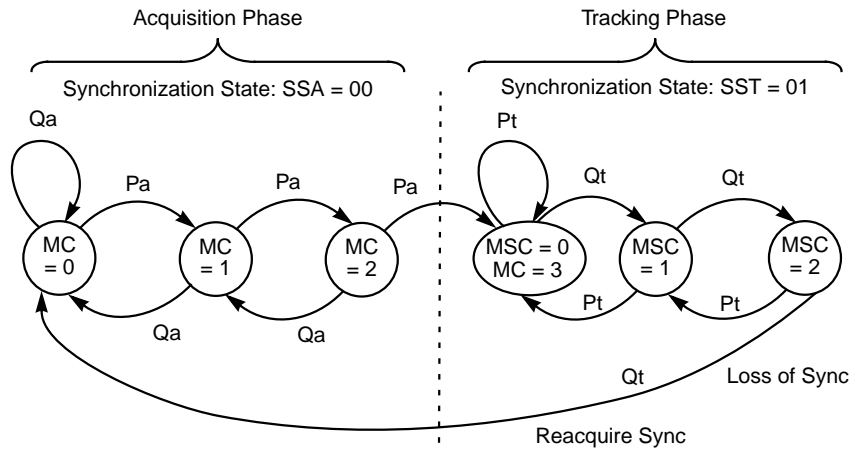 Acquisition Phase
Tracking Phase
Synchronization State: SSA = 00
Synchronization State: SST = 01
Qa
Pt
Pa
Pa
Pa
Qt
Qt
MC
= 0
MC
= 1
MC
= 2
MSC = 0
MC = 3
MSC
= 1
MSC
= 2
Qa
Qa
Pt
Pt
Qt
Loss of Sync
Reacquire Sync